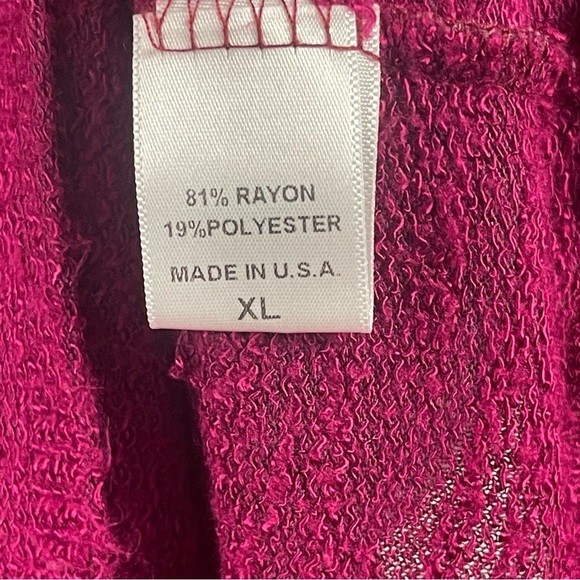 81% RAYON
19%POLYESTER
MADE IN U.S.A.
XL